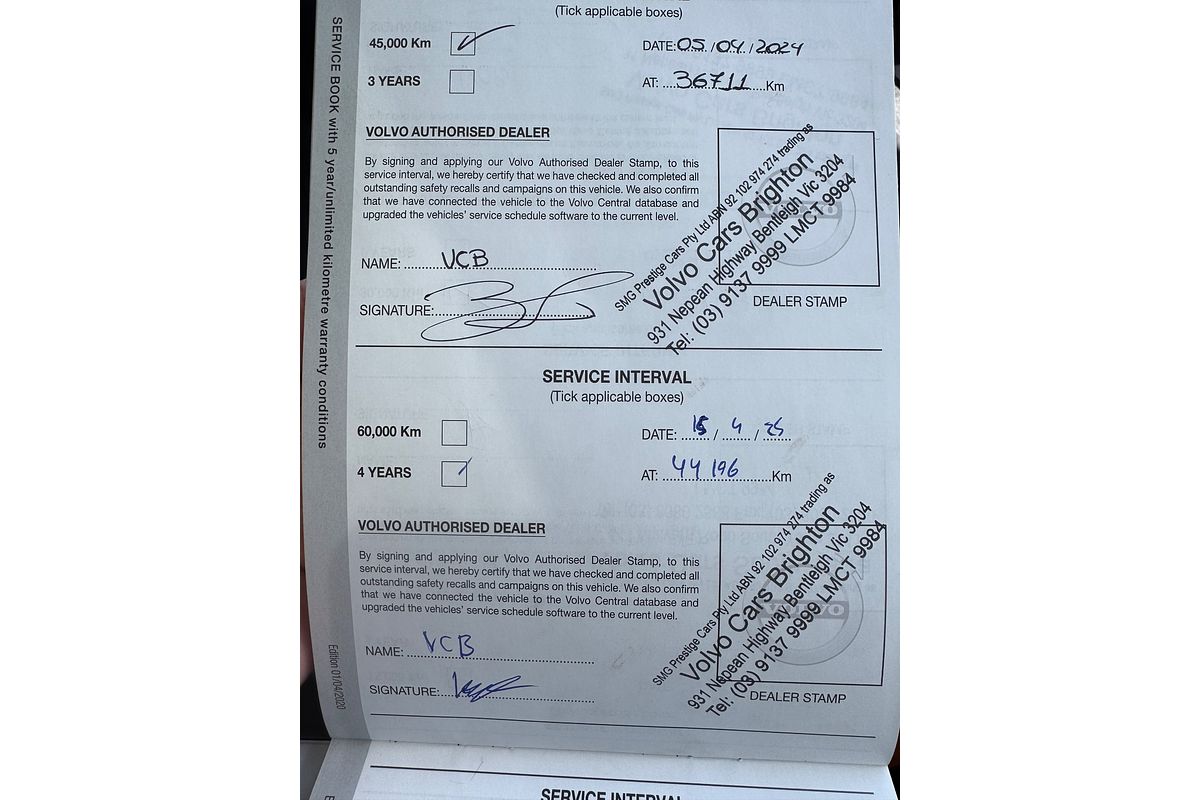 (Tick applicable boxes)
45,000 Km
DATE: 05 / 04 / 2024
3 YEARS
AT: 36711 Km
VOLVO AUTHORISED DEALER
By signing and applying our Volvo Authorised Dealer Stamp, to this
service interval, we hereby certify that we have checked and completed all
outstanding safety recalls and campaigns on this vehicle. We also confirm
that we have connected the vehicle to the Volvo Central database and
upgraded the vehicles' service schedule software to the current level.
NAME: VCB
SIGNATURE:
SMG Prestige Cars Pty Ltd ABN 92 102 974 274 trading as
Volvo Cars Brighton
931 Nepean Highway Bentleigh Vic 3204
Tel: (03) 9137 9999 LMCT 9984
DEALER STAMP
SERVICE INTERVAL
(Tick applicable boxes)
60,000 Km
DATE: 15 / 4 / 25
4 YEARS
AT: 44 196 Km
VOLVO AUTHORISED DEALER
By signing and applying our Volvo Authorised Dealer Stamp, to this
service interval, we hereby certify that we have checked and completed all
outstanding safety recalls and campaigns on this vehicle. We also confirm
that we have connected the vehicle to the Volvo Central database and
upgraded the vehicles' service schedule software to the current level.
NAME: VCB
SIGNATURE:
SMG Prestige Cars Pty Ltd ABN 92 102 974 274 trading as
Volvo Cars Brighton
931 Nepean Highway Bentleigh Vic 3204
Tel: (03) 9137 9999 LMCT 9984
VOLVO
DEALER STAMP
SERVICE BOOK with 5 year/unlimited kilometre warranty conditions
Edition 01/04/2020
SERVICE INTERVAL